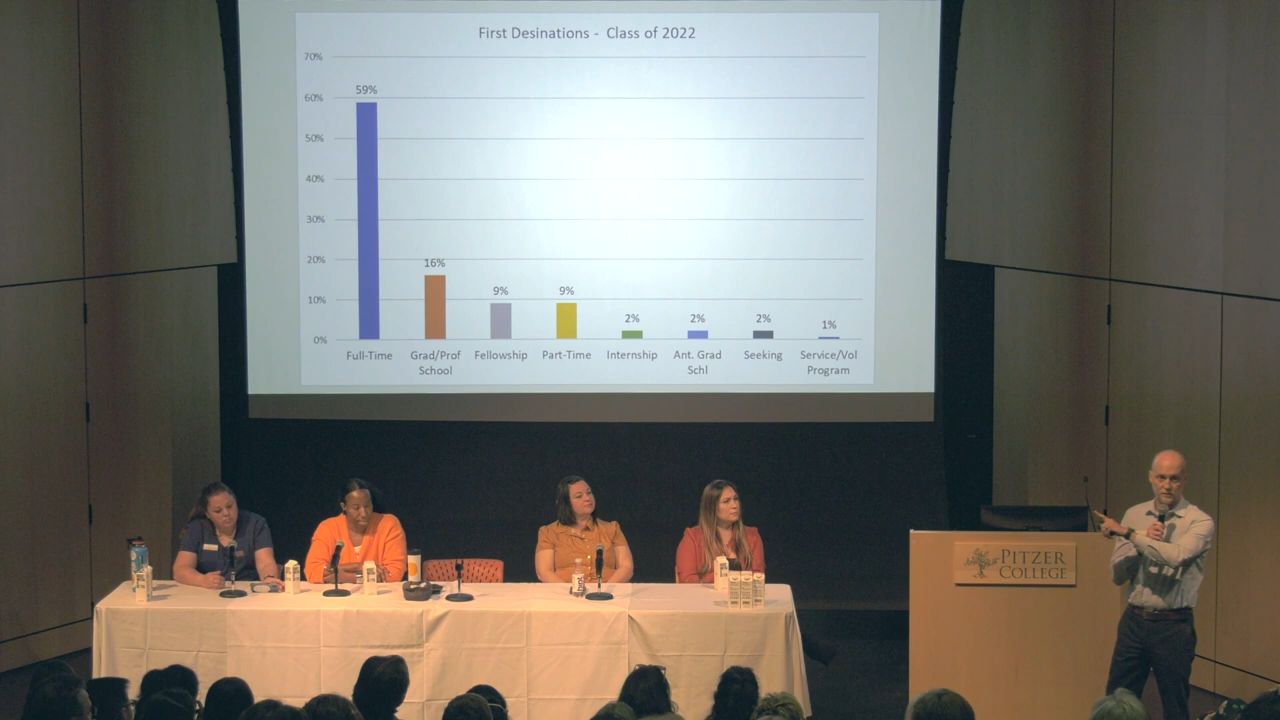 First Desinations - Class of 2022
70%
60%
50%
40%
30%
20%
10%
0%
59%
16%
9%
9%
2%
2%
2%
1%
Full-Time
Grad/Prof
School
Fellowship
Part-Time
Internship
Ant. Grad
Schl
Seeking
Service/Vol
Program
PITZER
COLLEGE